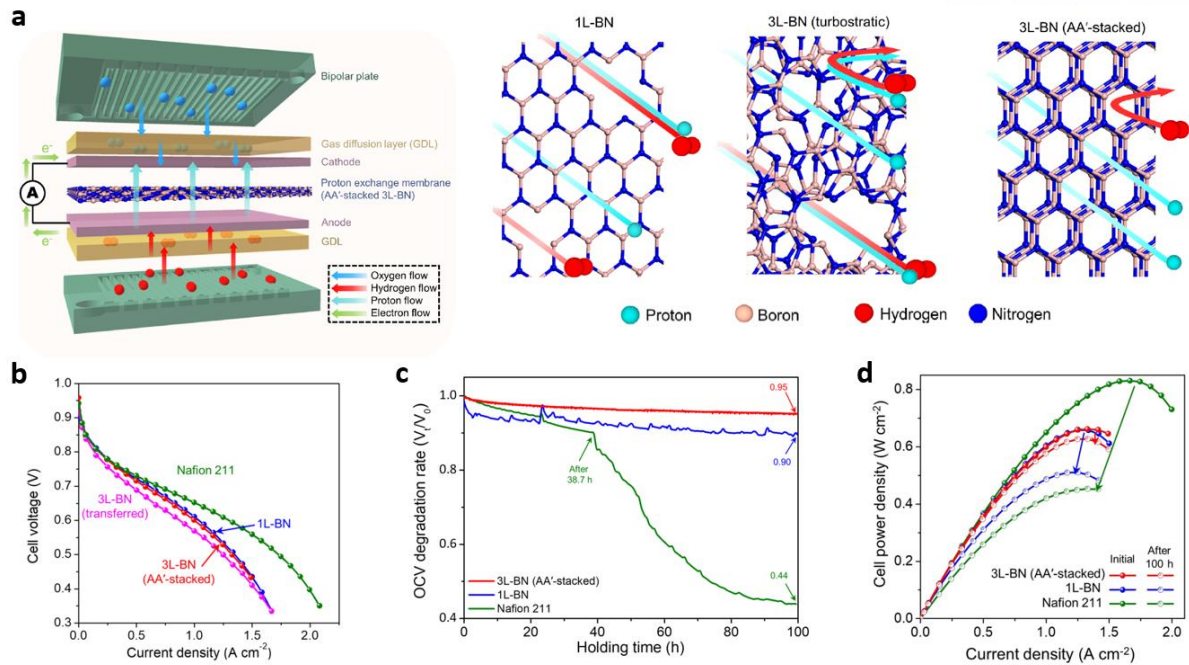 a
Bipolar plate
Gas diffusion layer (GDL)
Cathode
Proton exchange membrane
(AA′-stacked 3L-BN)
Anode
GDL
e⁻
A
e⁻
Oxygen flow
Hydrogen flow
Proton flow
Electron flow
1L-BN
3L-BN (turbostratic)
3L-BN (AA′-stacked)
Proton
Boron
Hydrogen
Nitrogen
b
Cell voltage (V)
1.0
0.9
0.8
0.7
0.6
0.5
0.4
0.3
Nafion 211
3L-BN
(transferred)
1L-BN
3L-BN
(AA′-stacked)
0.0 0.5 1.0 1.5 2.0
Current density (A cm⁻²)
c
OCV degradation rate (Vᵢ/V₀)
1.0
0.8
0.6
0.4
0.95
0.90
After
38.7 h
0.44
3L-BN (AA′-stacked)
1L-BN
Nafion 211
0 20 40 60 80 100
Holding time (h)
d
Cell power density (W cm⁻²)
0.8
0.6
0.4
0.2
0.0
Initial After
100 h
3L-BN (AA′-stacked)
1L-BN
Nafion 211
0.0 0.5 1.0 1.5 2.0
Current density (A cm⁻²)